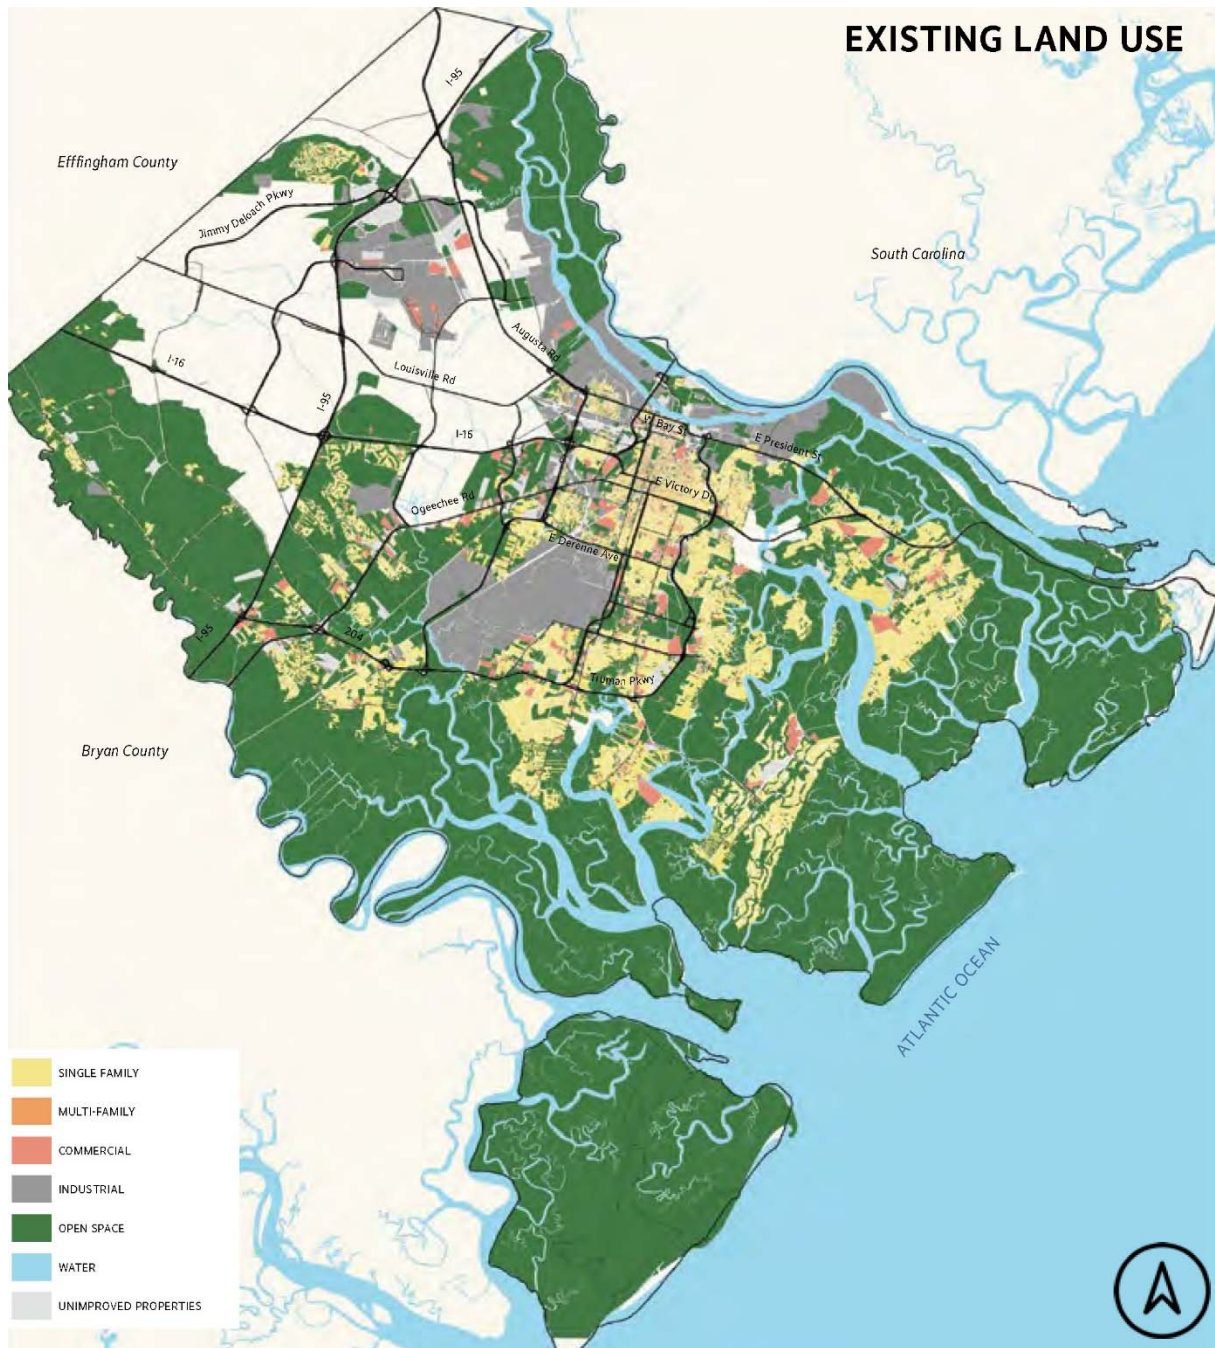 EXISTING LAND USE
I-95
Efffingham County
Jimmy Deloach Pkwy
South Carolina
Augusta Rd
I-16
Louisville Rd
I-95
W Bay St
I-16
E President St
E Victory Dr
Ogeechee Rd
E Derenne Ave
I-95
204
Truman Pkwy
Bryan County
ATLANTIC OCEAN
SINGLE FAMILY
MULTI-FAMILY
COMMERCIAL
INDUSTRIAL
OPEN SPACE
WATER
UNIMPROVED PROPERTIES